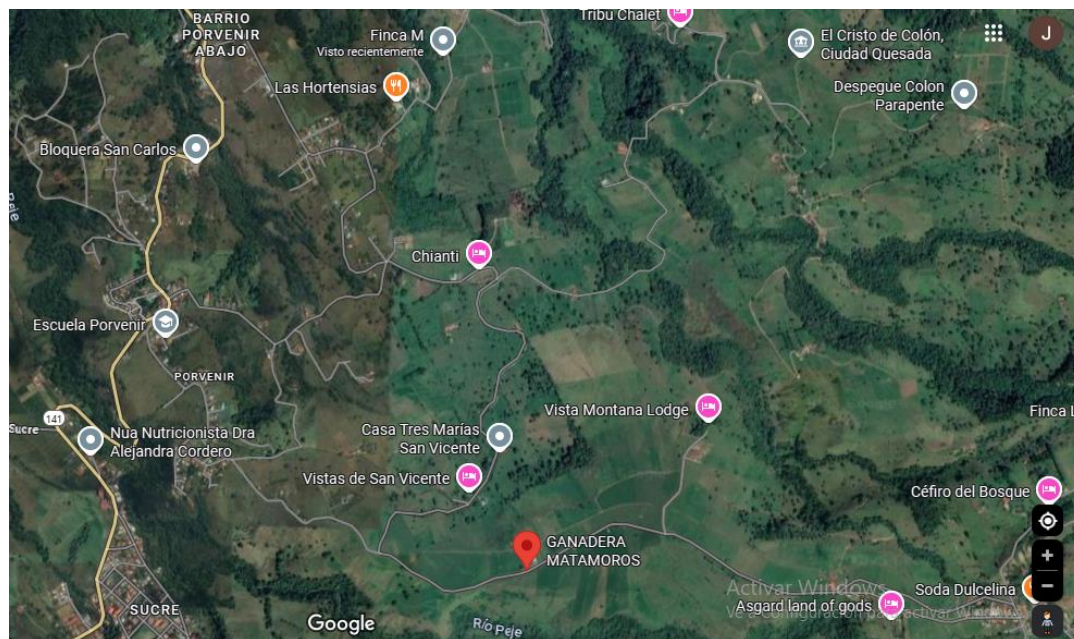 BARRIO
PORVENIR
ABAJO
Finca M
Visto recientemente
Tribu Chalet
El Cristo de Colón,
Ciudad Quesada
J
Las Hortensias
Despegue Colon
Parapente
Bloquera San Carlos
Peje
Chianti
Escuela Porvenir
PORVENIR
Vista Montana Lodge
Finca L
141
Sucre
Nua Nutricionista Dra
Alejandra Cordero
Casa Tres Marías
San Vicente
Vistas de San Vicente
Céfiro del Bosque
GANADERA
MATAMOROS
Activar Windows
Soda Dulcelina
Asgard land of gods
SUCRE
Google
Río Peje